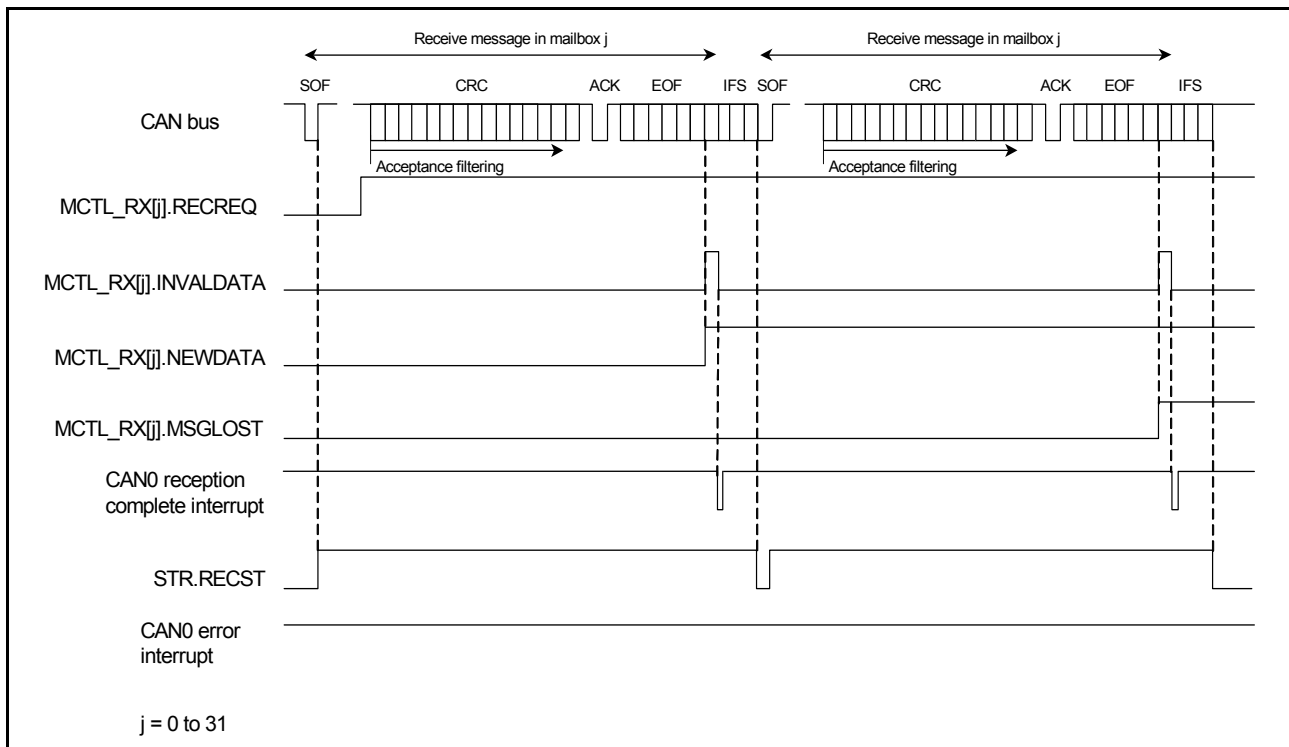 Receive message in mailbox j
Receive message in mailbox j
SOF CRC ACK EOF IFS SOF CRC ACK EOF IFS
CAN bus
Acceptance filtering
Acceptance filtering
MCTL_RX[j].RECREQ
MCTL_RX[j].INVALDATA
MCTL_RX[j].NEWDATA
MCTL_RX[j].MSGLOST
CAN0 reception
complete interrupt
STR.RECST
CAN0 error
interrupt
j = 0 to 31